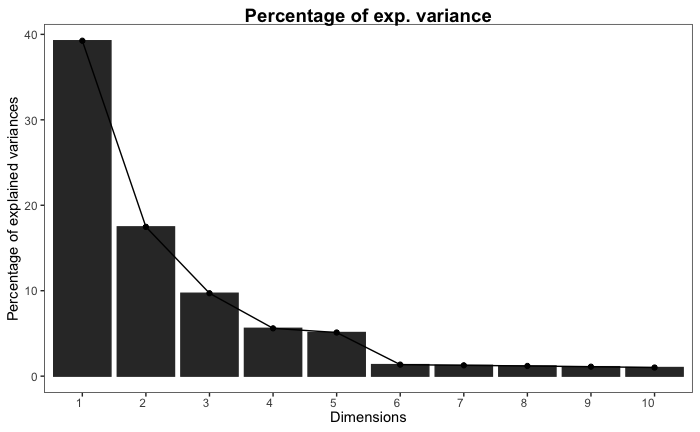 Percentage of exp. variance
Percentage of explained variances
40
30
20
10
0
1 2 3 4 5 6 7 8 9 10
Dimensions